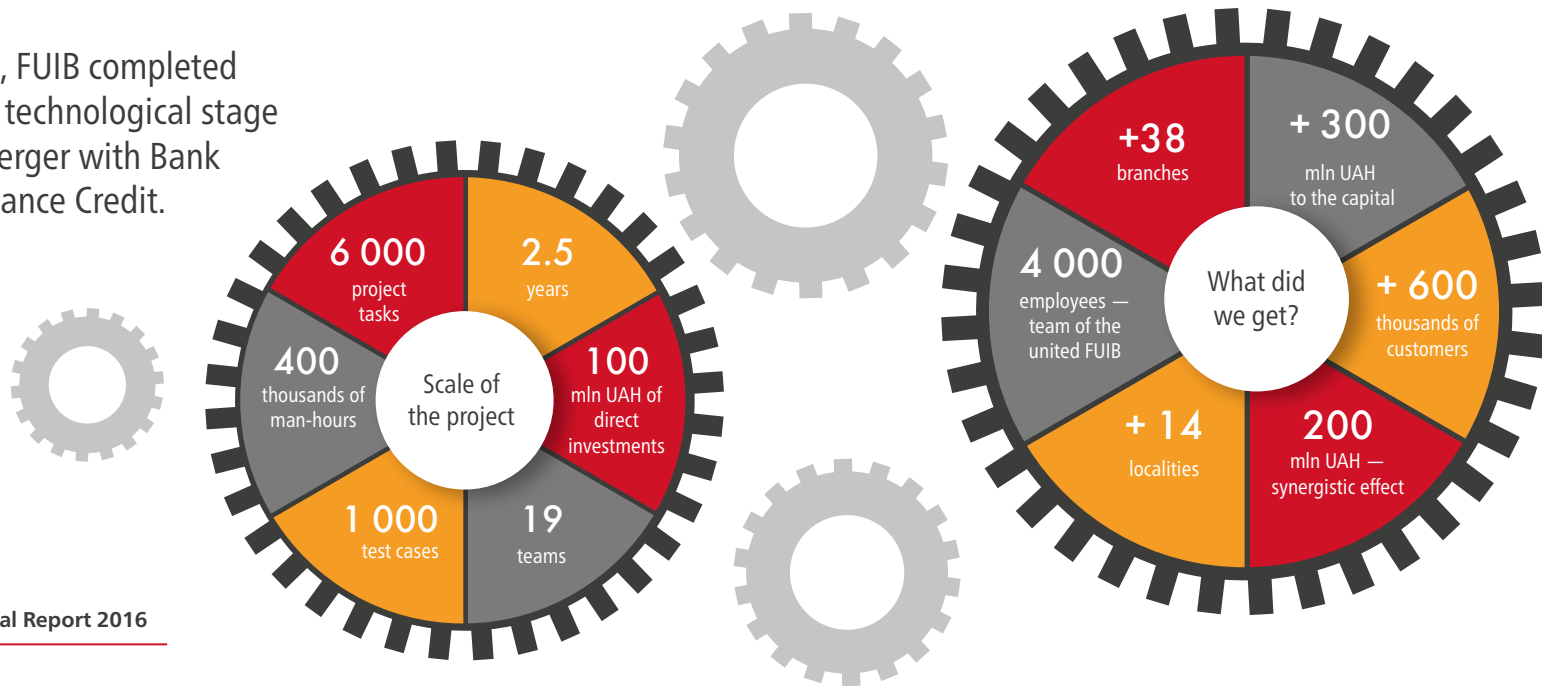 , FUIB completed
technological stage
erger with Bank
ance Credit.
6 000
project
tasks
2.5
years
400
thousands of
man-hours
Scale of
the project
100
mln UAH of
direct
investments
1 000
test cases
19
teams
+38
branches
+ 300
mln UAH
to the capital
4 000
employees —
team of the
united FUIB
What did
we get?
+ 600
thousands of
customers
+ 14
localities
200
mln UAH —
synergistic effect
al Report 2016